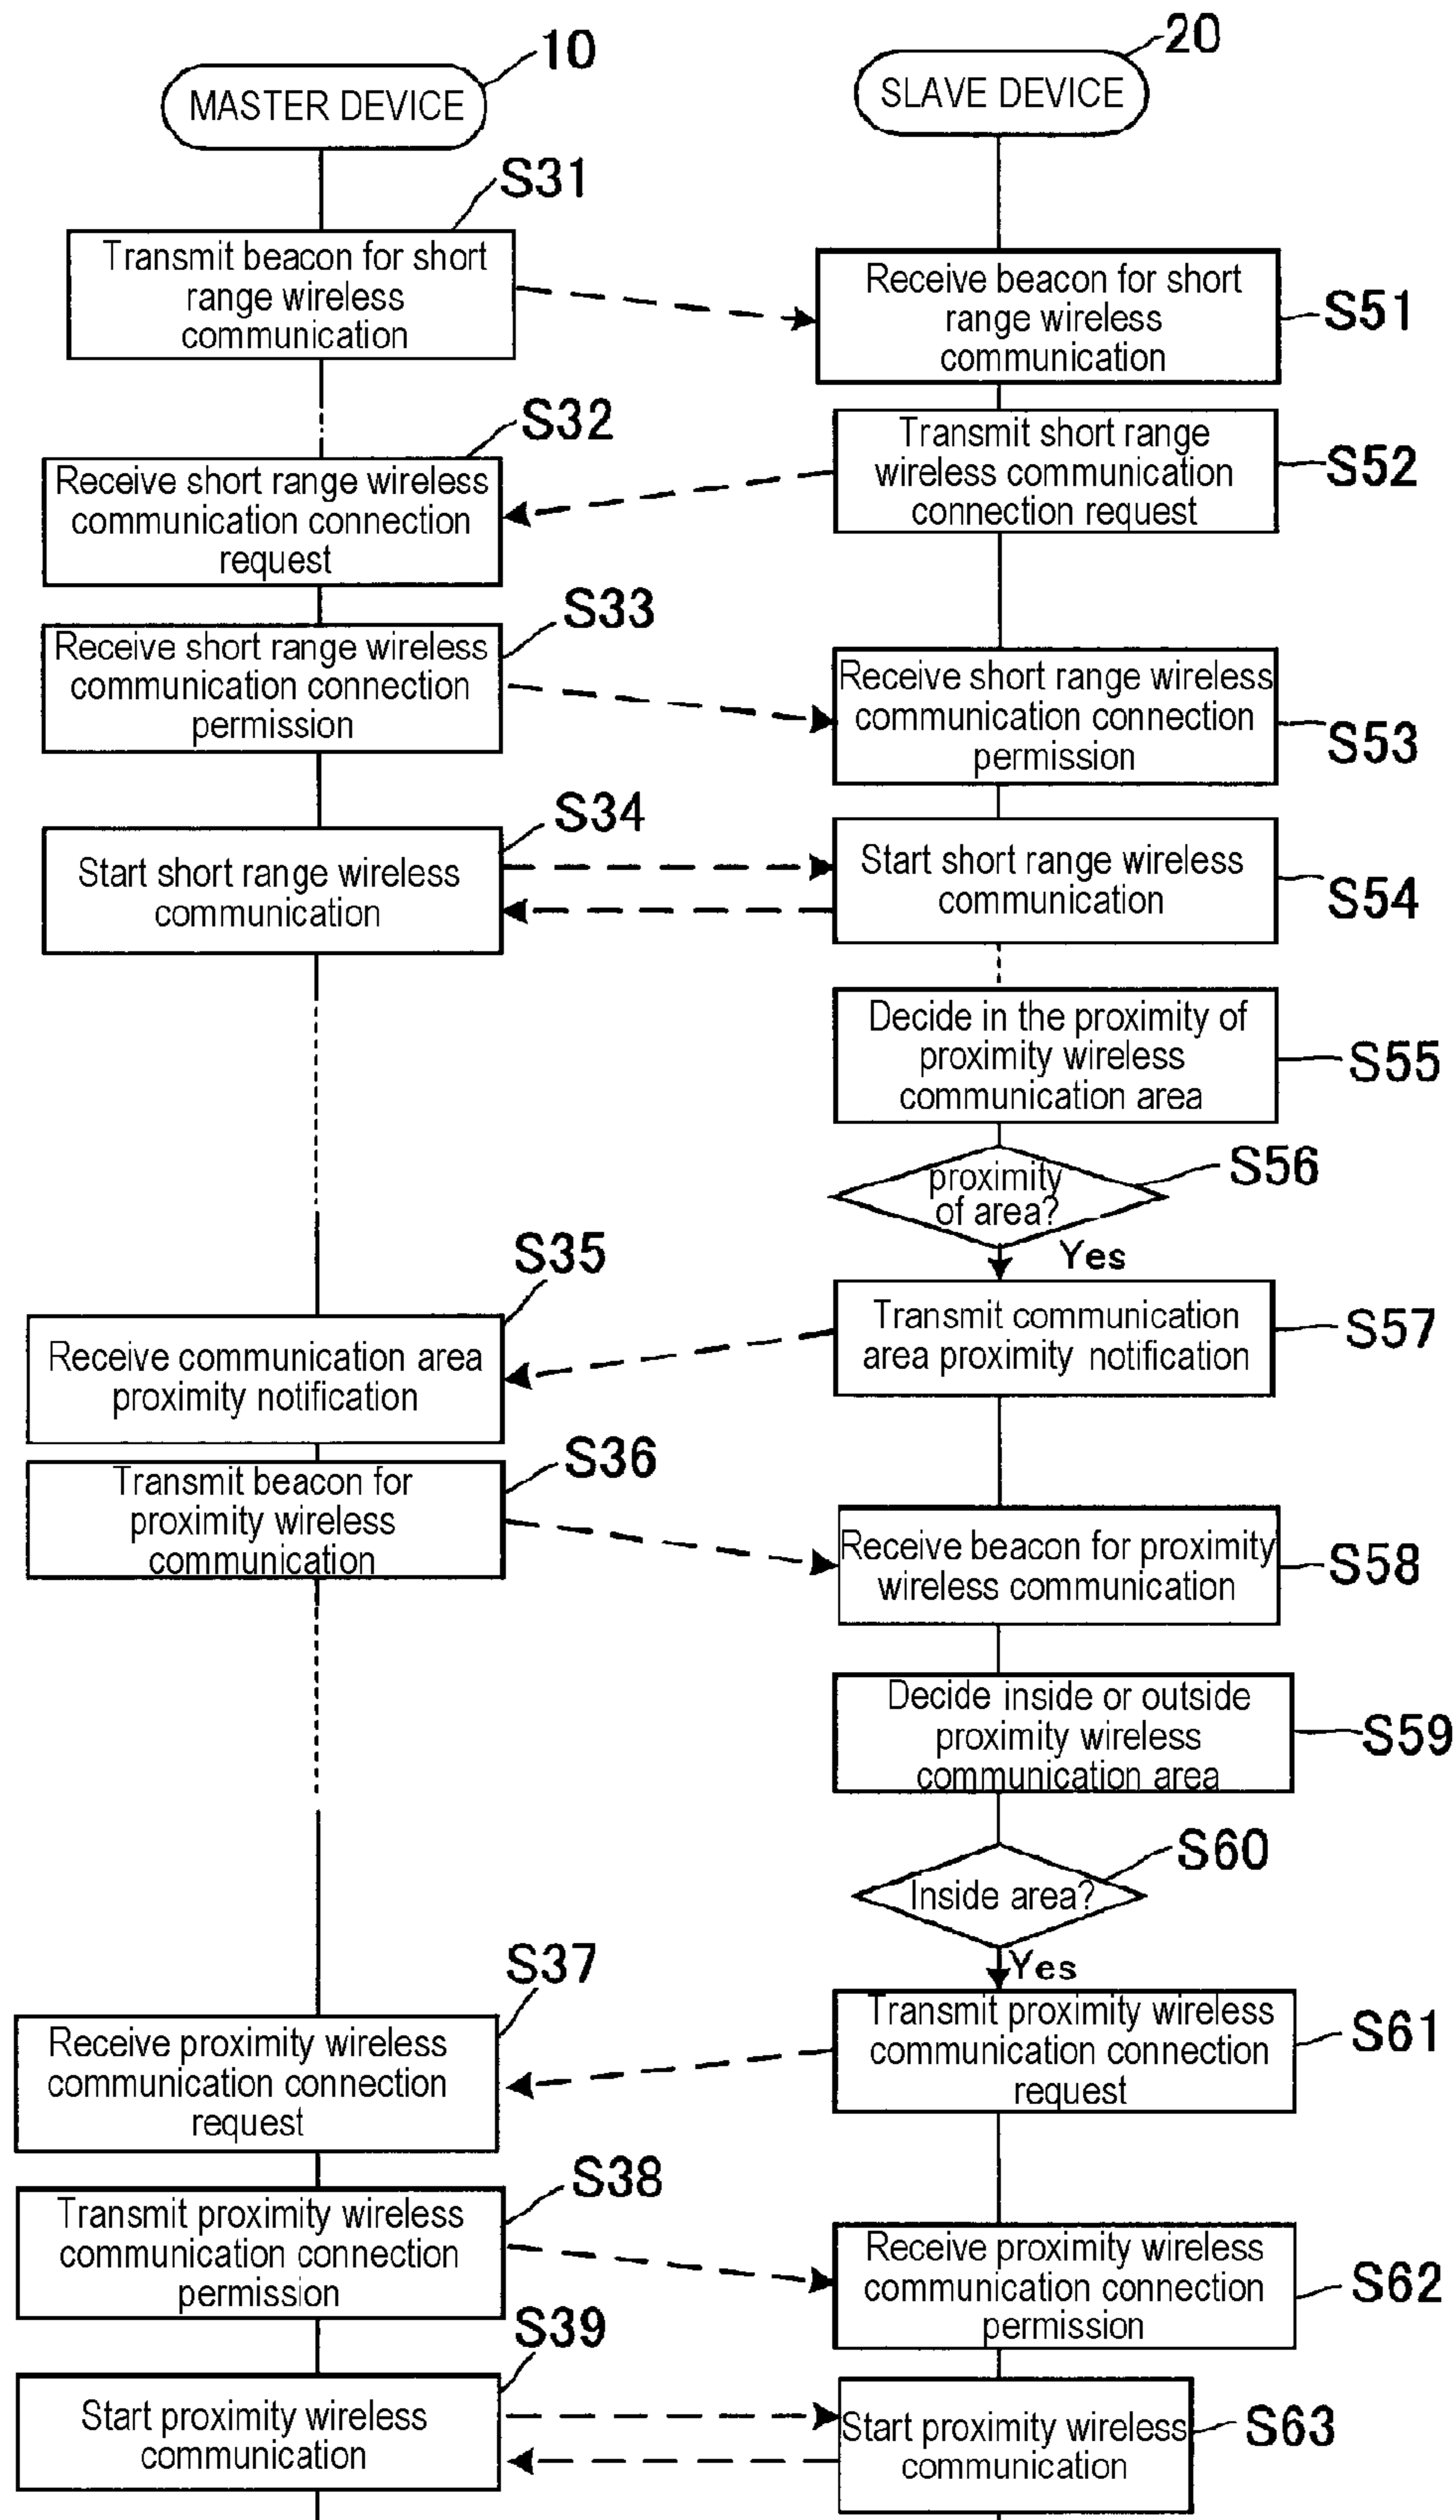 10
MASTER DEVICE
20
SLAVE DEVICE
S31
Transmit beacon for short
range wireless
communication
Receive beacon for short
range wireless
communication
S51
S32
Receive short range wireless
communication connection
request
Transmit short range
wireless communication
connection request
S52
S33
Receive short range wireless
communication connection
permission
Receive short range wireless
communication connection
permission
S53
S34
Start short range wireless
communication
Start short range wireless
communication
S54
Decide in the proximity of
proximity wireless
communication area
S55
proximity
of area?
S56
Yes
S35
Receive communication area
proximity notification
Transmit communication
area proximity notification
S57
S36
Transmit beacon for
proximity wireless
communication
Receive beacon for proximity
wireless communication
S58
Decide inside or outside
proximity wireless
communication area
S59
Inside area?
S60
Yes
S37
Receive proximity wireless
communication connection
request
Transmit proximity wireless
communication connection
request
S61
S38
Transmit proximity wireless
communication connection
permission
Receive proximity wireless
communication connection
permission
S62
S39
Start proximity wireless
communication
Start proximity wireless
communication
S63